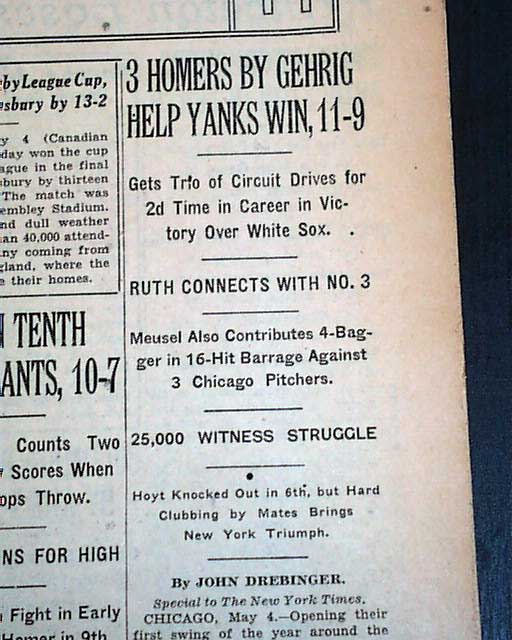 by League Cup,
sbury by 13-2
y 4 (Canadian
day won the cup
ague in the final
bury by thirteen
The match was
embley Stadium.
nd dull weather
an 40,000 attend-
ny coming from
gland, where the
e their homes.
TENTH
ANTS, 10-7
Counts Two
Scores When
ops Throw.
NS FOR HIGH
Fight in Early
Homer in 9th
3 HOMERS BY GEHRIG
HELP YANKS WIN, 11-9
Gets Trio of Circuit Drives for
2d Time in Career in Vic-
tory Over White Sox.
RUTH CONNECTS WITH NO. 3
Meusel Also Contributes 4-Bag-
ger in 16-Hit Barrage Against
3 Chicago Pitchers.
25,000 WITNESS STRUGGLE
Hoyt Knocked Out in 6th, but Hard
Clubbing by Mates Brings
New York Triumph.
By JOHN DREBINGER.
Special to The New York Times.
CHICAGO, May 4.—Opening their
first swing of the year around the